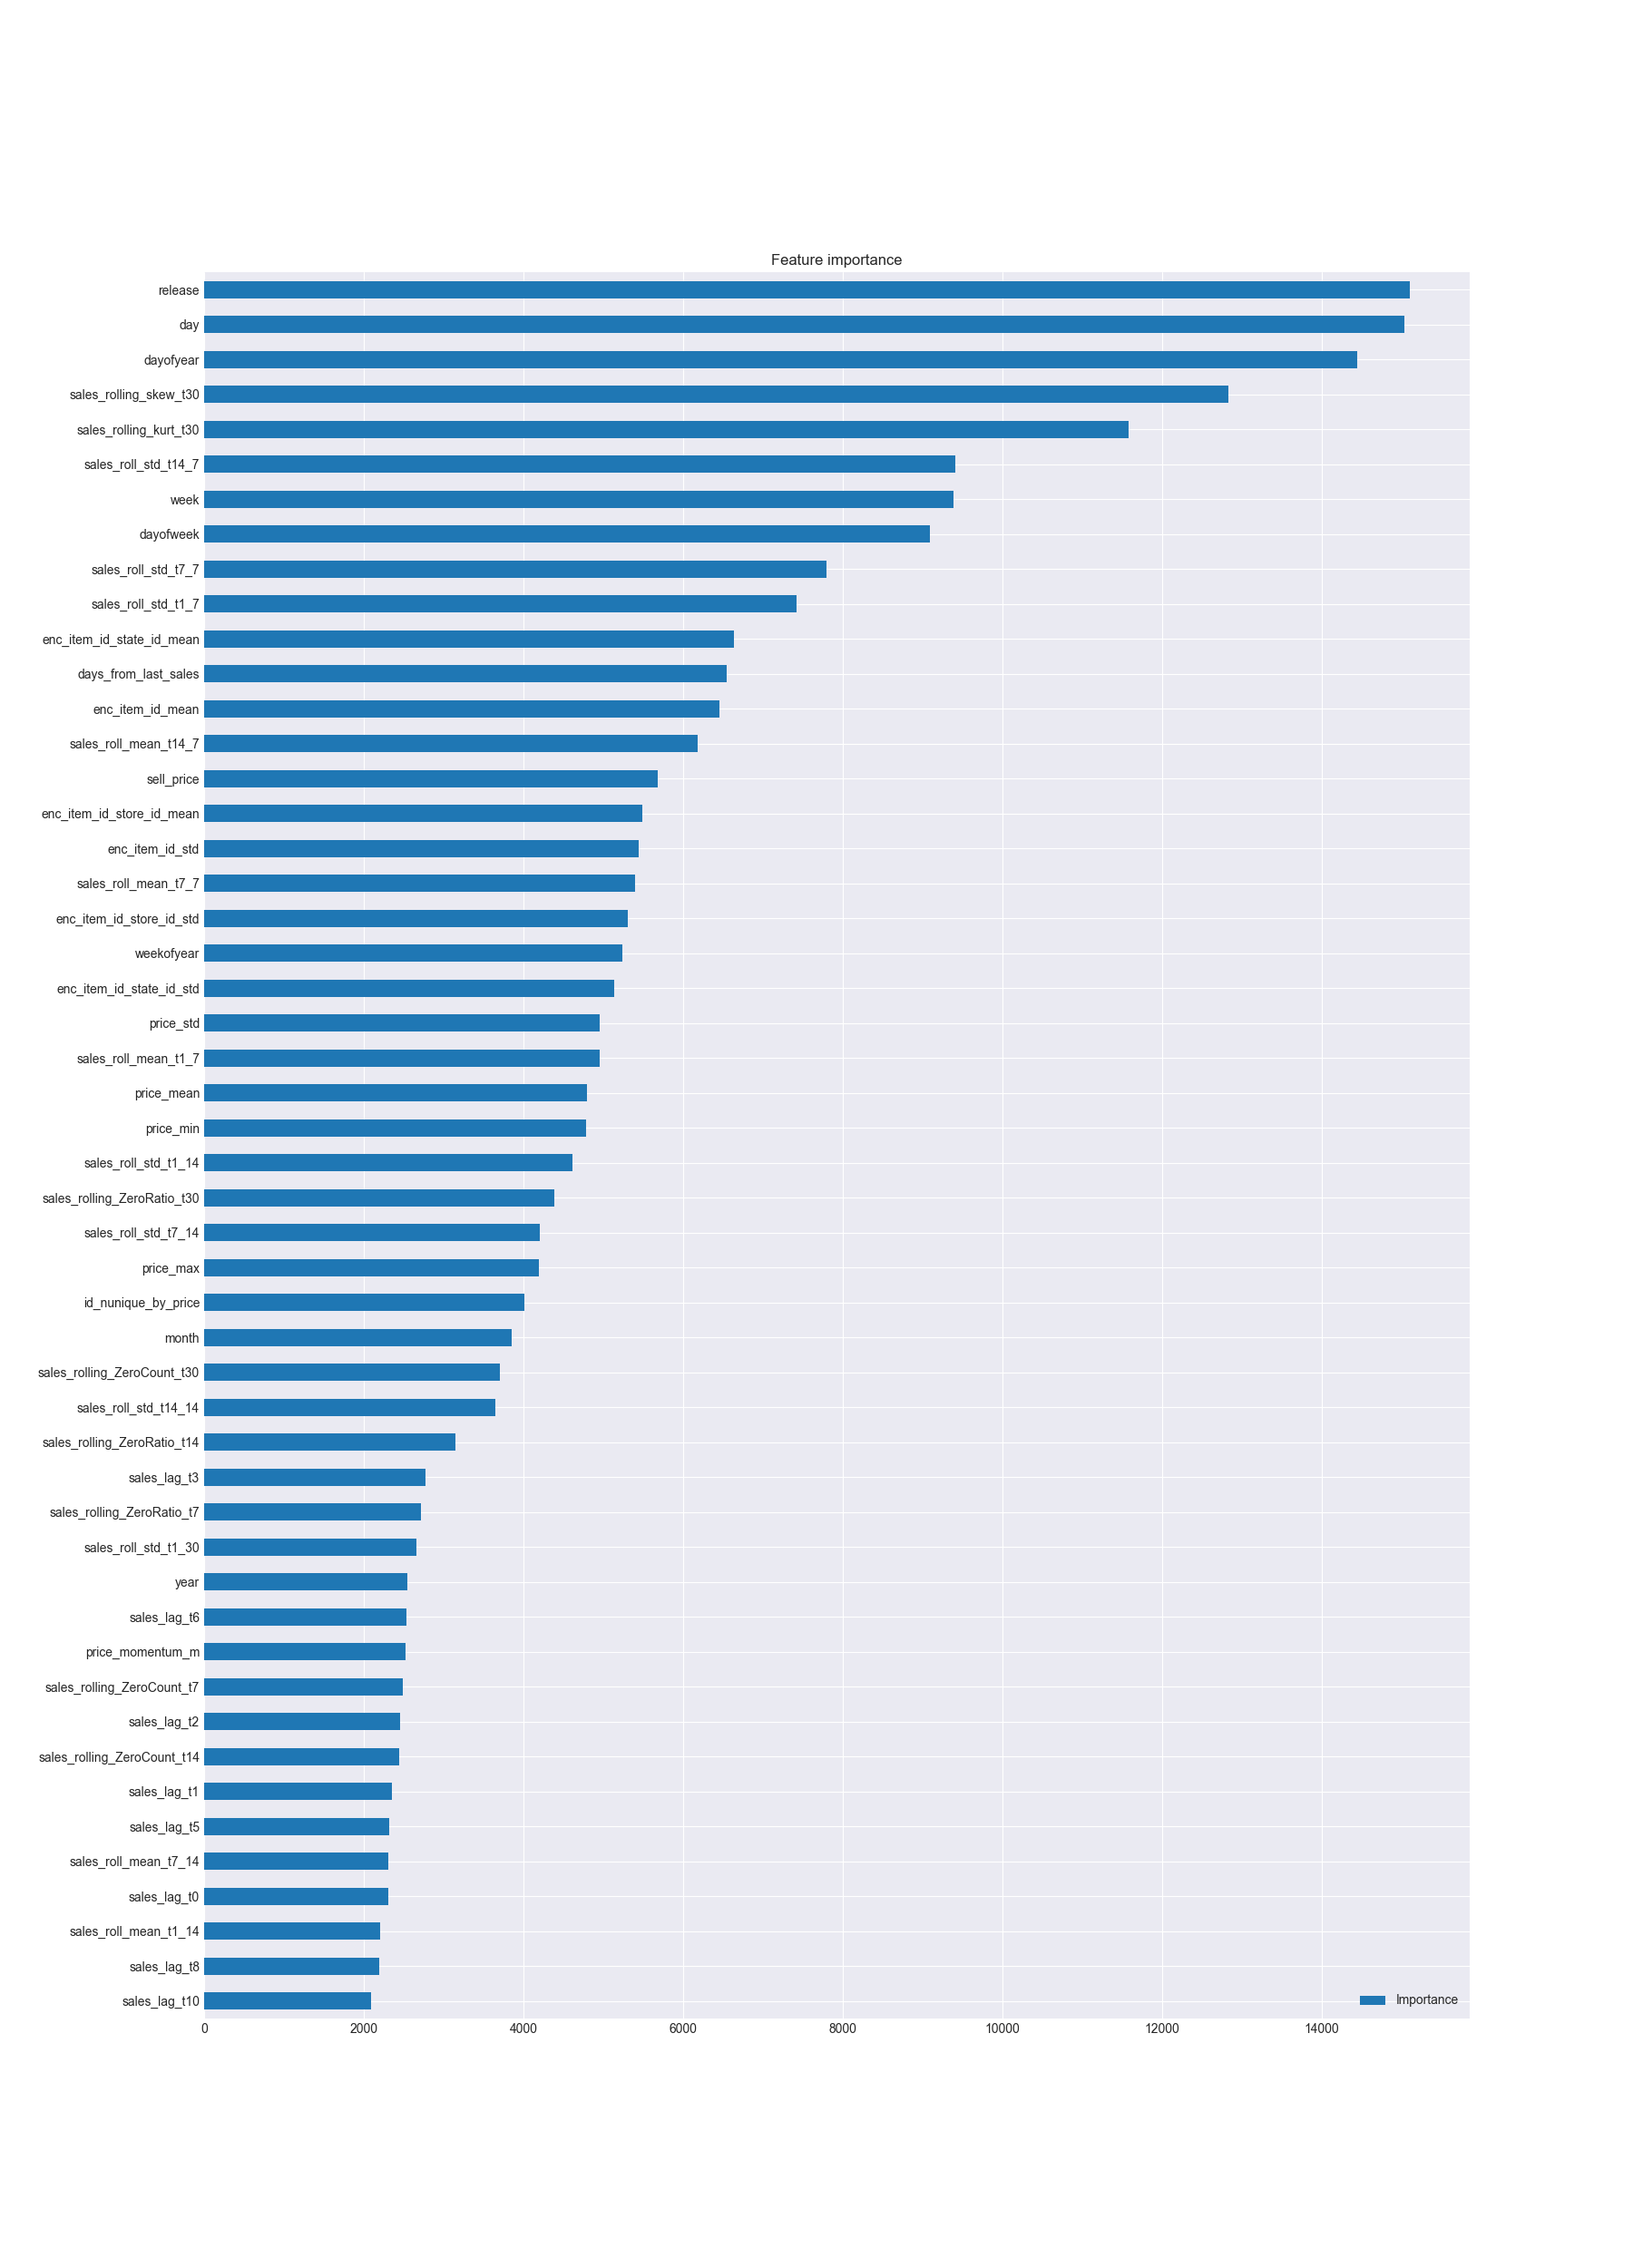 Feature importance
release
day
dayofyear
sales_rolling_skew_t30
sales_rolling_kurt_t30
sales_roll_std_t14_7
week
dayofweek
sales_roll_std_t7_7
sales_roll_std_t1_7
enc_item_id_state_id_mean
days_from_last_sales
enc_item_id_mean
sales_roll_mean_t14_7
sell_price
enc_item_id_store_id_mean
enc_item_id_std
sales_roll_mean_t7_7
enc_item_id_store_id_std
weekofyear
enc_item_id_state_id_std
price_std
sales_roll_mean_t1_7
price_mean
price_min
sales_roll_std_t1_14
sales_rolling_ZeroRatio_t30
sales_roll_std_t7_14
price_max
id_nunique_by_price
month
sales_rolling_ZeroCount_t30
sales_roll_std_t14_14
sales_rolling_ZeroRatio_t14
sales_lag_t3
sales_rolling_ZeroRatio_t7
sales_roll_std_t1_30
year
sales_lag_t6
price_momentum_m
sales_rolling_ZeroCount_t7
sales_lag_t2
sales_rolling_ZeroCount_t14
sales_lag_t1
sales_lag_t5
sales_roll_mean_t7_14
sales_lag_t0
sales_roll_mean_t1_14
sales_lag_t8
sales_lag_t10
Importance
0 2000 4000 6000 8000 10000 12000 14000